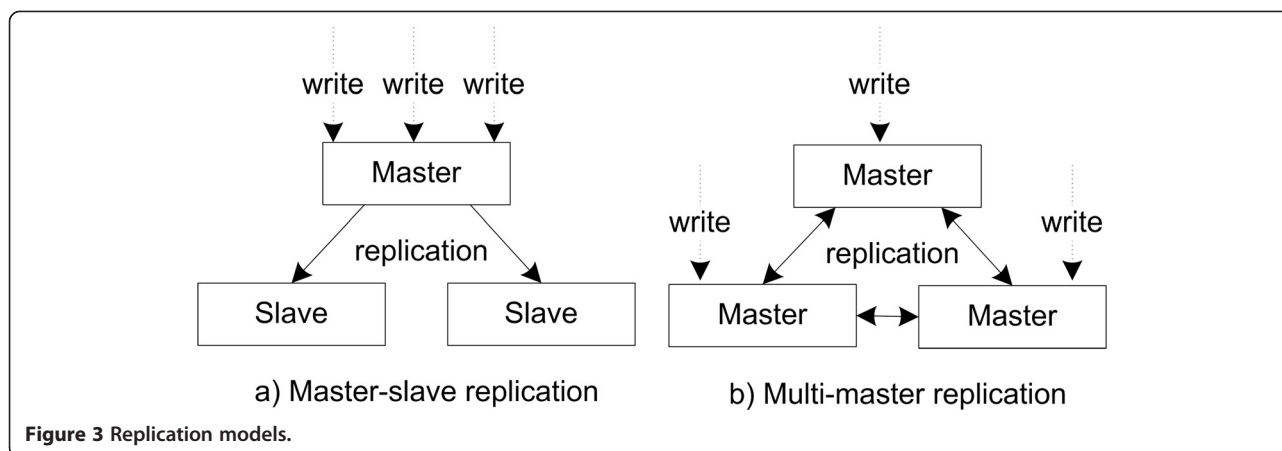 write write write
Master
replication
Slave Slave
a) Master-slave replication
write
Master
write write
replication
Master Master
b) Multi-master replication
Figure 3 Replication models.